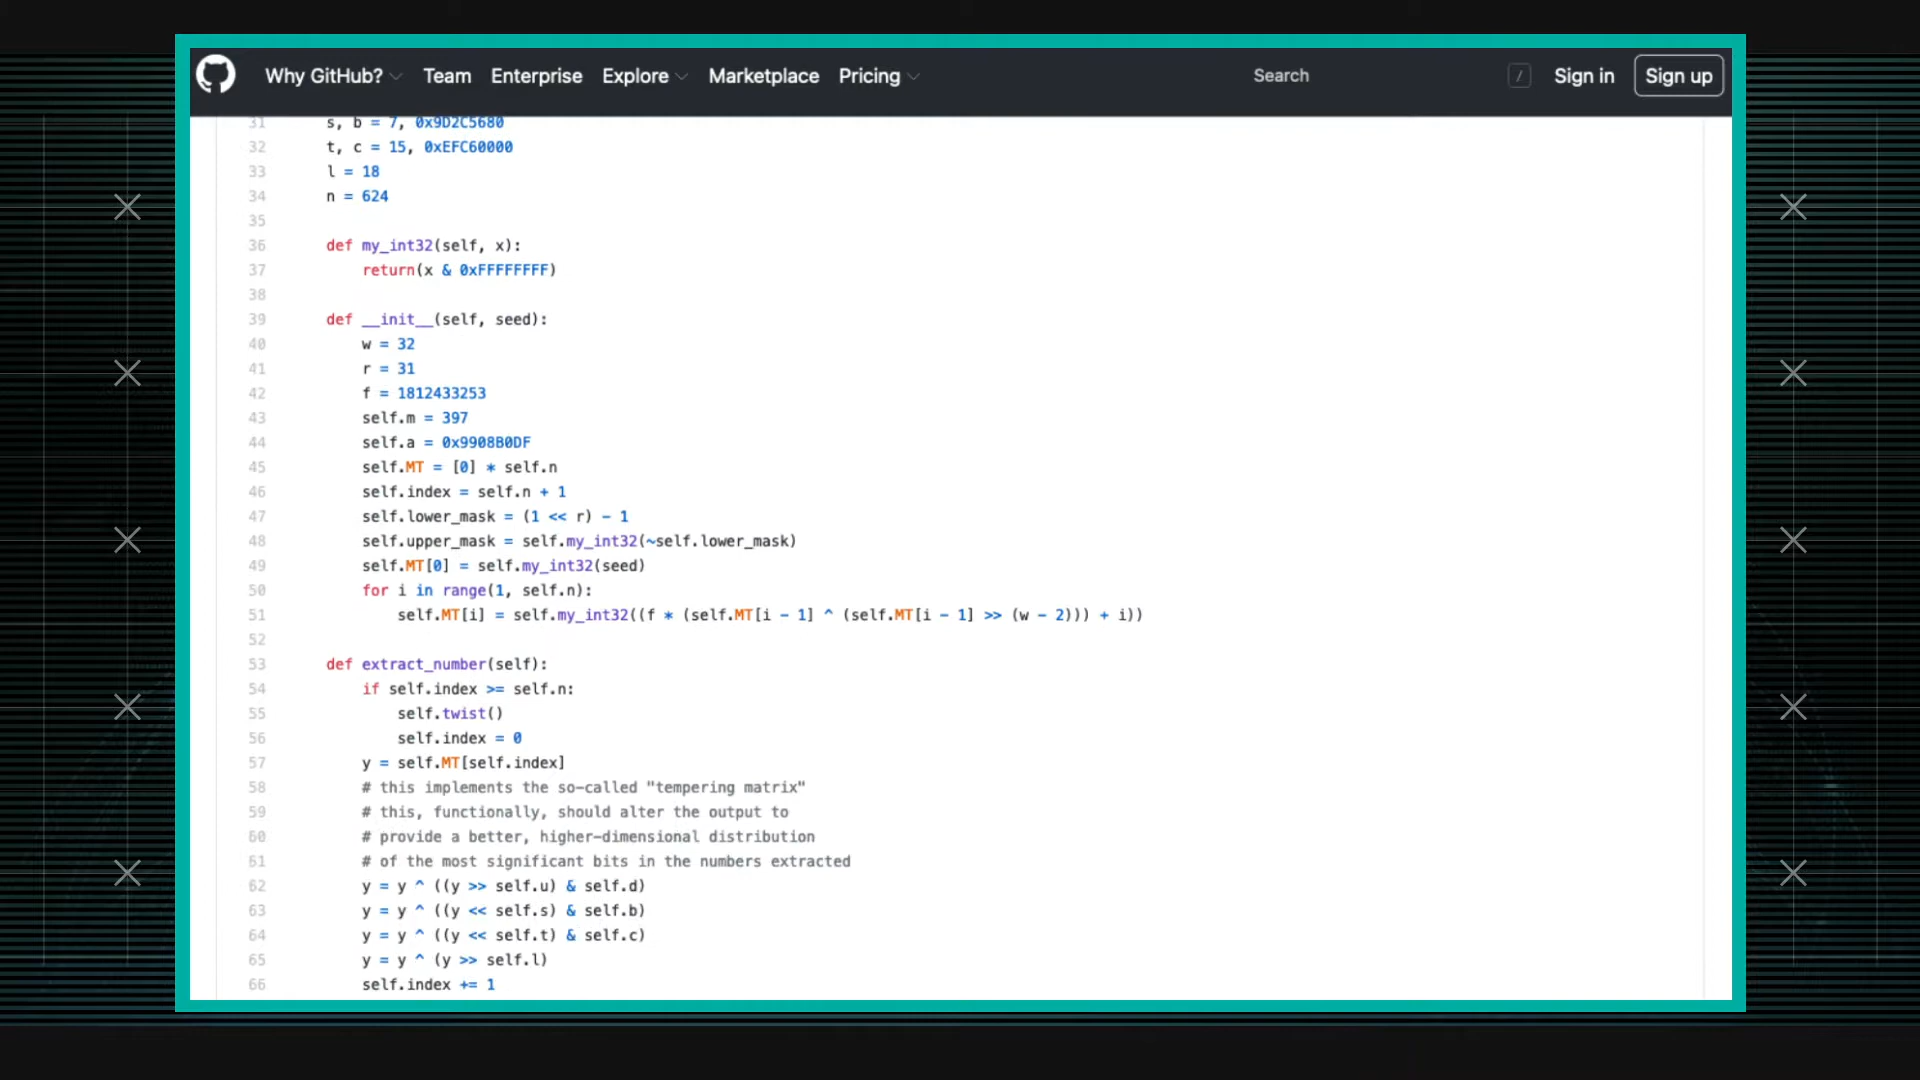 Why GitHub? Team Enterprise Explore Marketplace Pricing Search / Sign in Sign up
31 s, b = 7, 0x9D2C5680
32 t, c = 15, 0xEFC60000
33 l = 18
34 n = 624
35
36 def my_int32(self, x):
37 return(x & 0xFFFFFFFF)
38
39 def __init__(self, seed):
40 w = 32
41 r = 31
42 f = 1812433253
43 self.m = 397
44 self.a = 0x9908B0DF
45 self.MT = [0] * self.n
46 self.index = self.n + 1
47 self.lower_mask = (1 << r) - 1
48 self.upper_mask = self.my_int32(~self.lower_mask)
49 self.MT[0] = self.my_int32(seed)
50 for i in range(1, self.n):
51 self.MT[i] = self.my_int32((f * (self.MT[i - 1] ^ (self.MT[i - 1] >> (w - 2))) + i))
52
53 def extract_number(self):
54 if self.index >= self.n:
55 self.twist()
56 self.index = 0
57 y = self.MT[self.index]
58 # this implements the so-called "tempering matrix"
59 # this, functionally, should alter the output to
60 # provide a better, higher-dimensional distribution
61 # of the most significant bits in the numbers extracted
62 y = y ^ ((y >> self.u) & self.d)
63 y = y ^ ((y << self.s) & self.b)
64 y = y ^ ((y << self.t) & self.c)
65 y = y ^ (y >> self.l)
66 self.index += 1